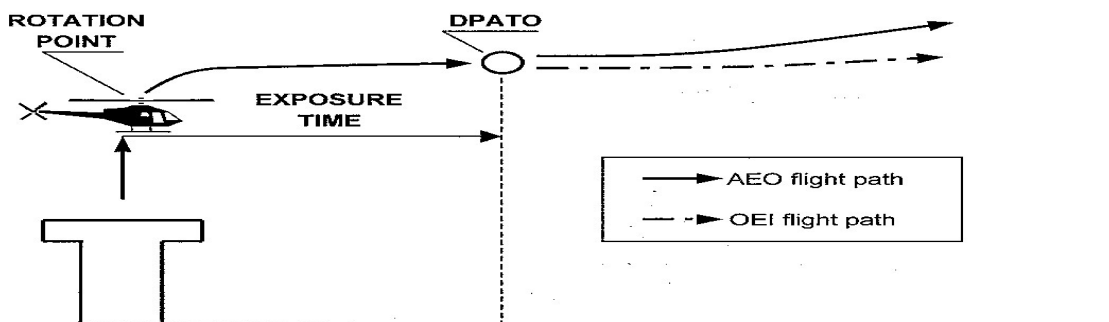 ROTATION
POINT
DPATO
EXPOSURE
TIME
AEO flight path
OEI flight path